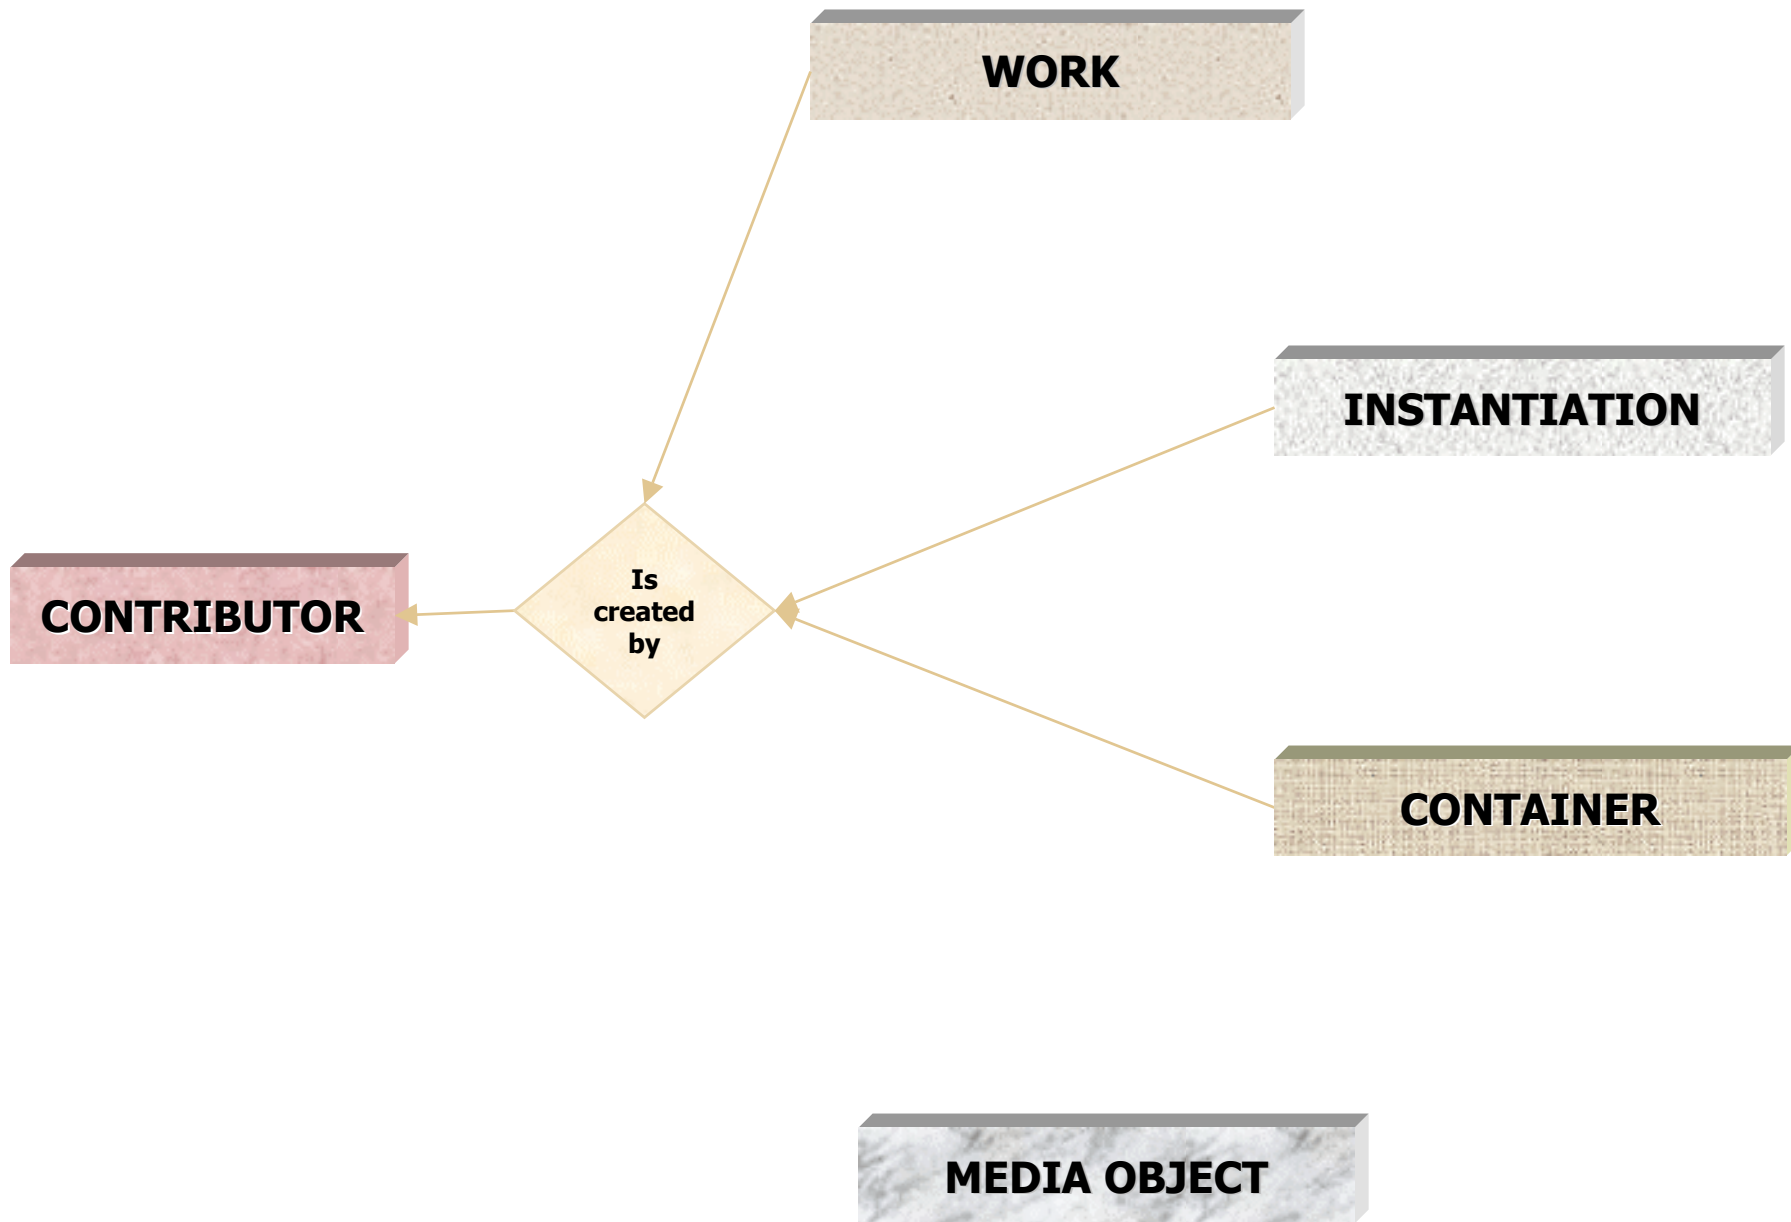 WORK
INSTANTIATION
Is
created
by
CONTRIBUTOR
CONTAINER
MEDIA OBJECT